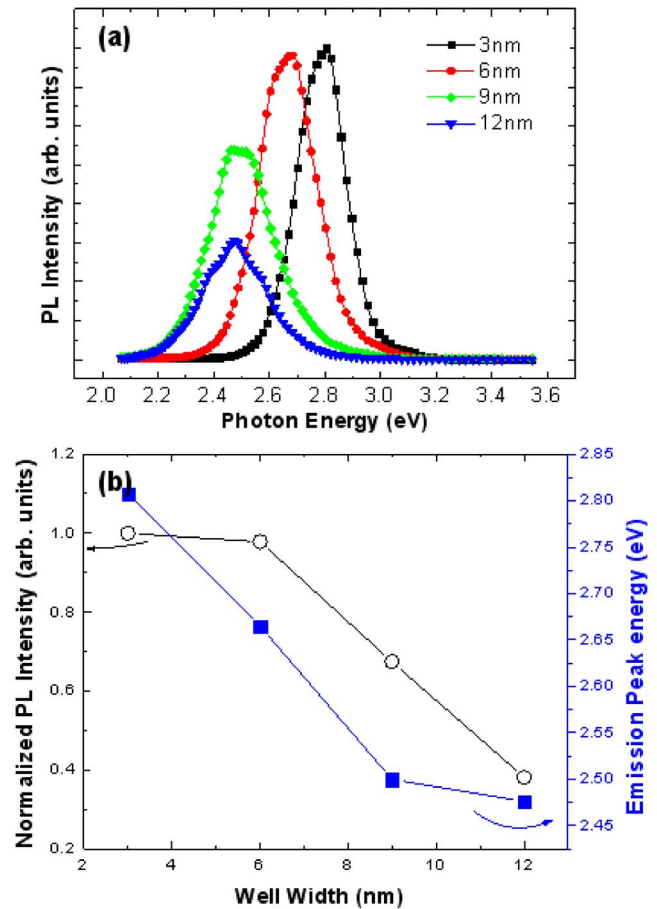 (a)
3nm
6nm
9nm
12nm
PL Intensity (arb. units)
2.0 2.2 2.4 2.6 2.8 3.0 3.2 3.4 3.6
Photon Energy (eV)
(b)
1.2
1.0
0.8
0.6
0.4
0.2
Normalized PL Intensity (arb. units)
2.85
2.80
2.75
2.70
2.65
2.60
2.55
2.50
2.45
Emission Peak energy (eV)
2 4 6 8 10 12
Well Width (nm)